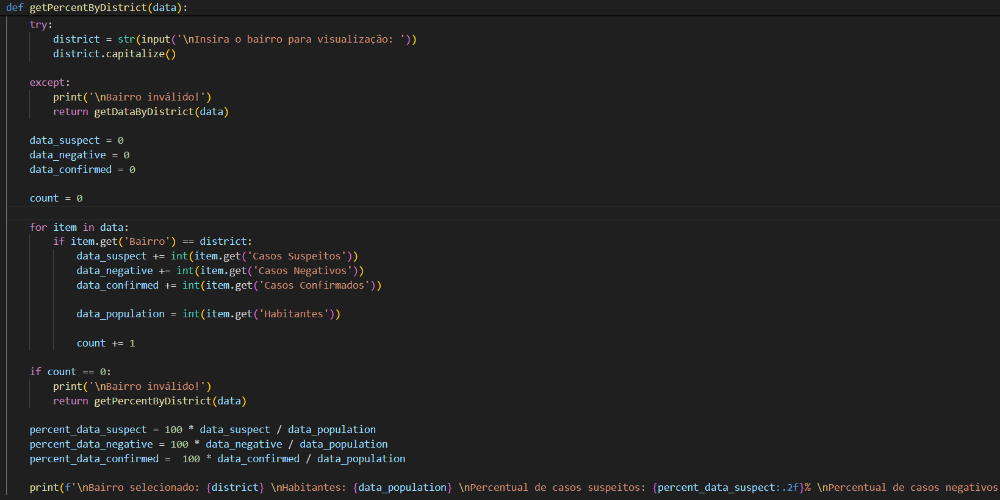 def getPercentByDistrict(data):
    try:
        district = str(input('\nInsira o bairro para visualização: '))
        district.capitalize()
    except:
        print('\nBairro inválido!')
        return getDataByDistrict(data)
    data_suspect = 0
    data_negative = 0
    data_confirmed = 0
    count = 0
    for item in data:
        if item.get('Bairro') == district:
            data_suspect += int(item.get('Casos Suspeitos'))
            data_negative += int(item.get('Casos Negativos'))
            data_confirmed += int(item.get('Casos Confirmados'))
            data_population = int(item.get('Habitantes'))
            count += 1
    if count == 0:
        print('\nBairro inválido!')
        return getPercentByDistrict(data)
    percent_data_suspect = 100 * data_suspect / data_population
    percent_data_negative = 100 * data_negative / data_population
    percent_data_confirmed =  100 * data_confirmed / data_population
    print(f'\nBairro selecionado: {district} \nHabitantes: {data_population} \nPercentual de casos suspeitos: {percent_data_suspect:.2f}% \nPercentual de casos negativos